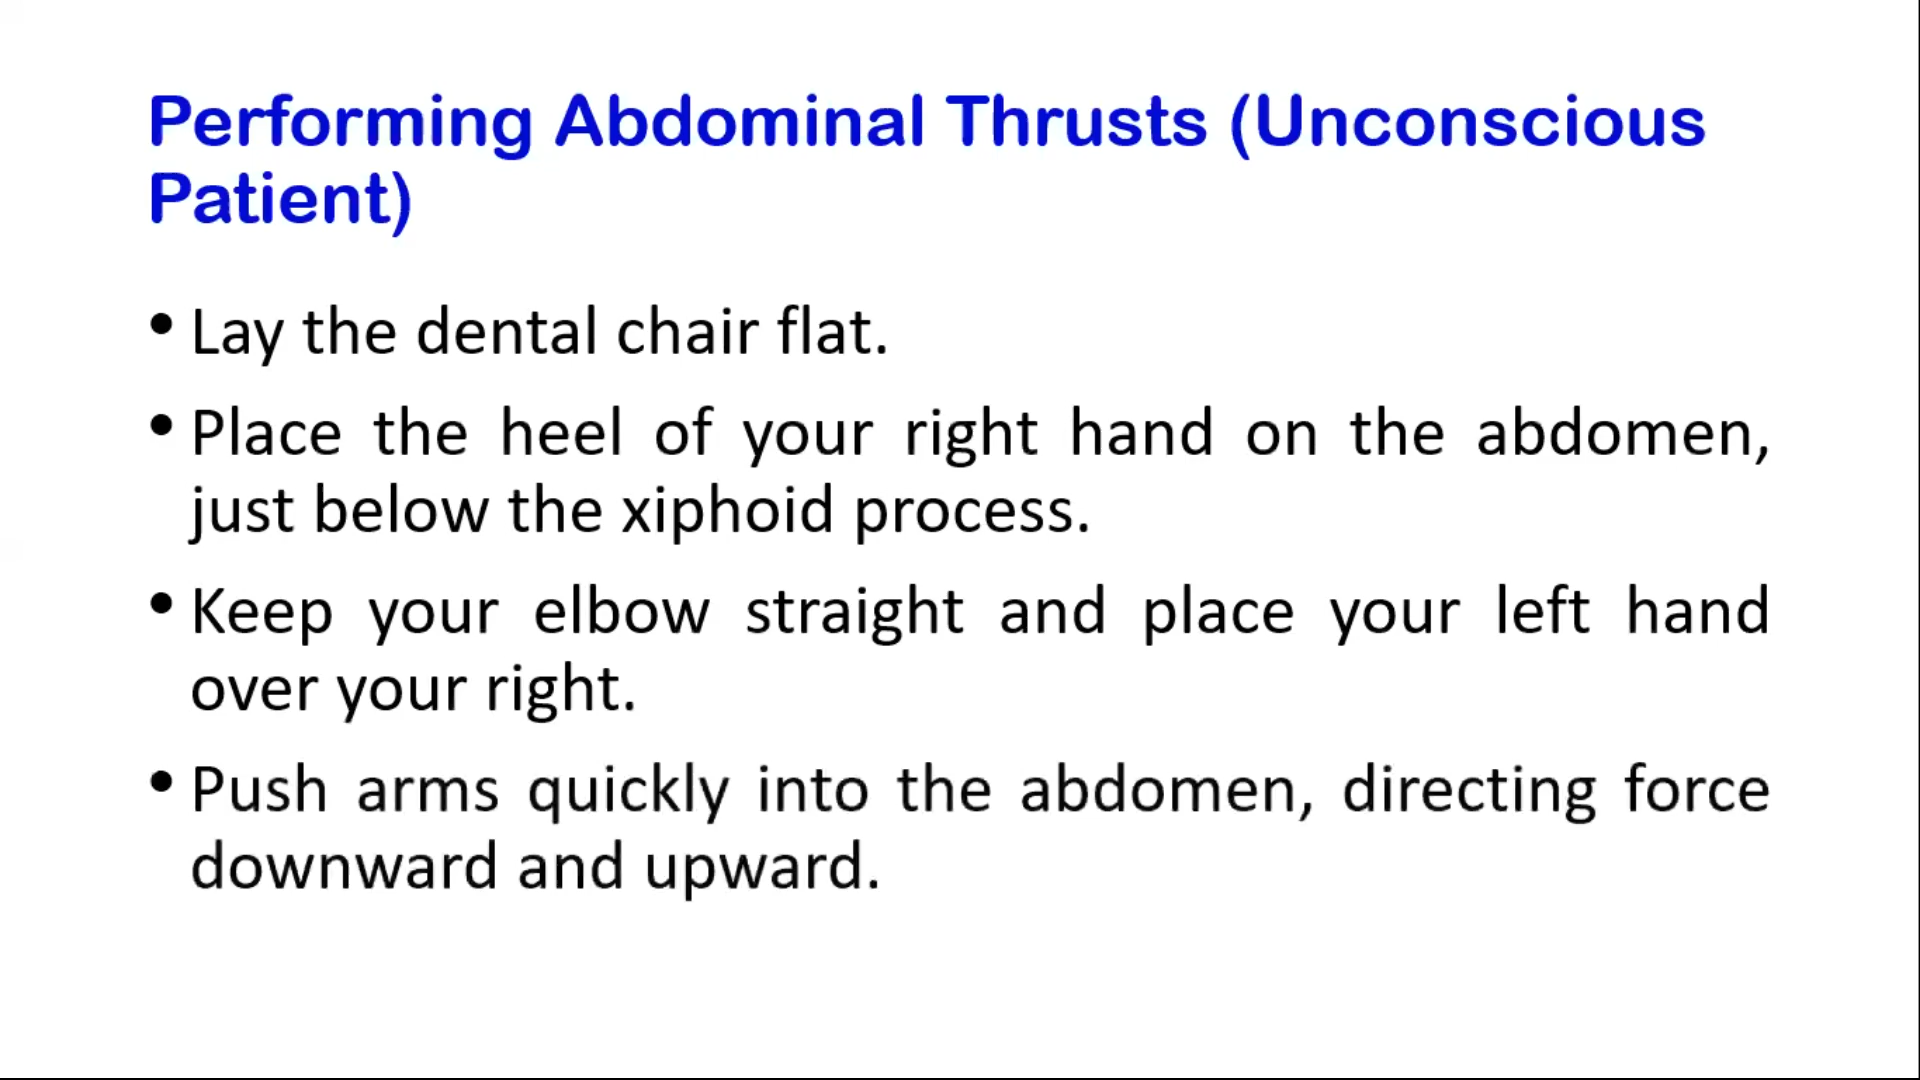 Performing Abdominal Thrusts (Unconscious
Patient)
• Lay the dental chair flat.
• Place the heel of your right hand on the abdomen,
just below the xiphoid process.
• Keep your elbow straight and place your left hand
over your right.
• Push arms quickly into the abdomen, directing force
downward and upward.